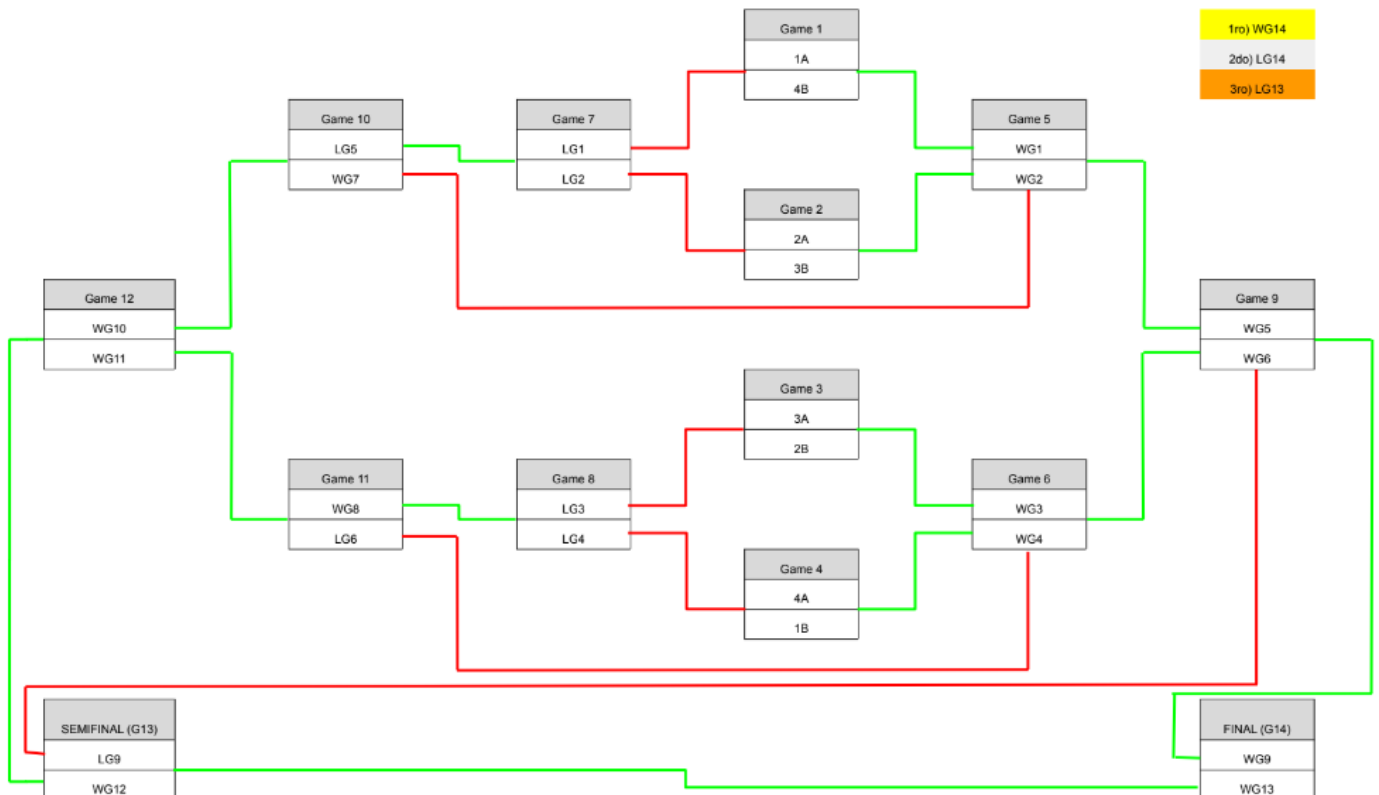 Game 1
1A
4B
1ro) WG14
2do) LG14
3ro) LG13
Game 10
LG5
WG7
Game 7
LG1
LG2
Game 5
WG1
WG2
Game 2
2A
3B
Game 12
WG10
WG11
Game 9
WG5
WG6
Game 3
3A
2B
Game 11
WG8
LG6
Game 8
LG3
LG4
Game 6
WG3
WG4
Game 4
4A
1B
SEMIFINAL (G13)
LG9
WG12
FINAL (G14)
WG9
WG13